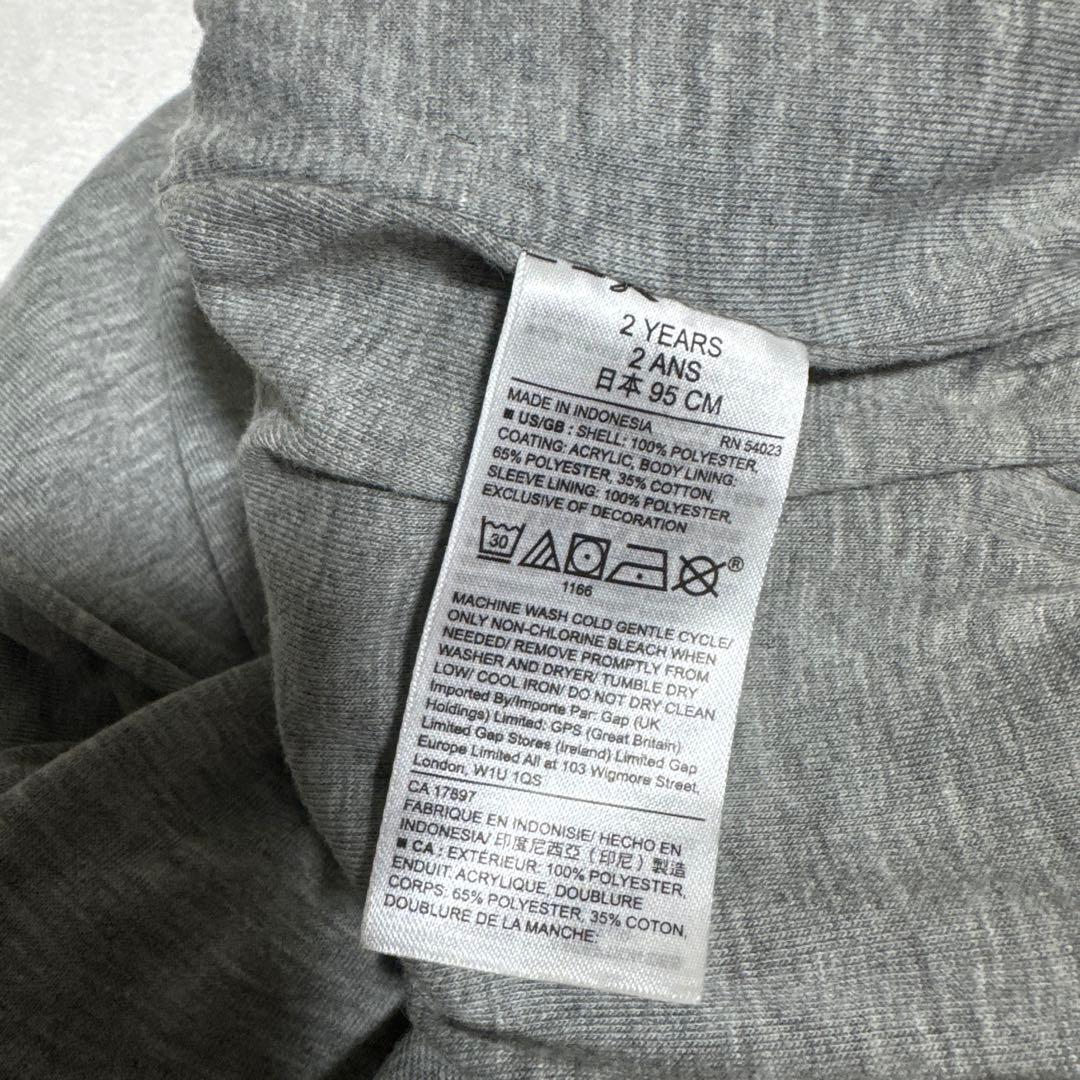 2 YEARS
2 ANS
日本 95 CM
MADE IN INDONESIA RN 54023
■ US/GB : SHELL: 100% POLYESTER,
COATING: ACRYLIC, BODY LINING:
65% POLYESTER, 35% COTTON,
SLEEVE LINING: 100% POLYESTER,
EXCLUSIVE OF DECORATION
30 ®
1166
MACHINE WASH COLD GENTLE CYCLE/
ONLY NON-CHLORINE BLEACH WHEN
NEEDED/ REMOVE PROMPTLY FROM
WASHER AND DRYER/ TUMBLE DRY
LOW/ COOL IRON/ DO NOT DRY CLEAN
Imported By/Importe Par: Gap (UK
Holdings) Limited: GPS (Great Britain)
Limited Gap Stores (Ireland) Limited Gap
Europe Limited All at 103 Wigmore Street,
London, W1U 1QS
CA 17897
FABRIQUE EN INDONISIE/ HECHO EN
INDONESIA/ 印度尼西亞 (印尼) 製造
■ CA : EXTÉRIEUR: 100% POLYESTER,
ENDUIT: ACRYLIQUE, DOUBLURE
CORPS: 65% POLYESTER, 35% COTON,
DOUBLURE DE LA MANCHE: